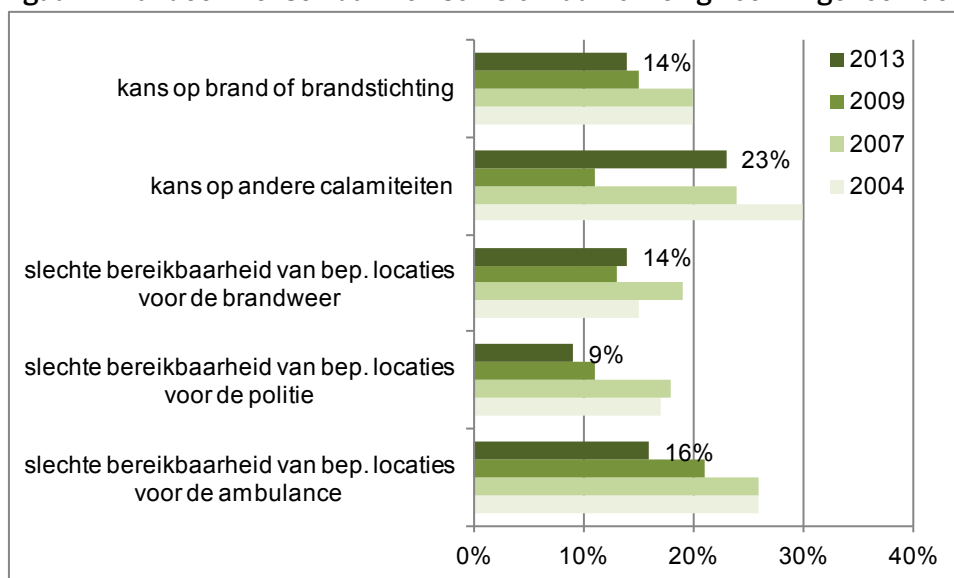 kans op brand of brandstichting
14%
2013
2009
2007
2004
kans op andere calamiteiten
23%
slechte bereikbaarheid van bep. locaties
voor de brandweer
14%
slechte bereikbaarheid van bep. locaties
voor de politie
9%
slechte bereikbaarheid van bep. locaties
voor de ambulance
16%
0% 10% 20% 30% 40%